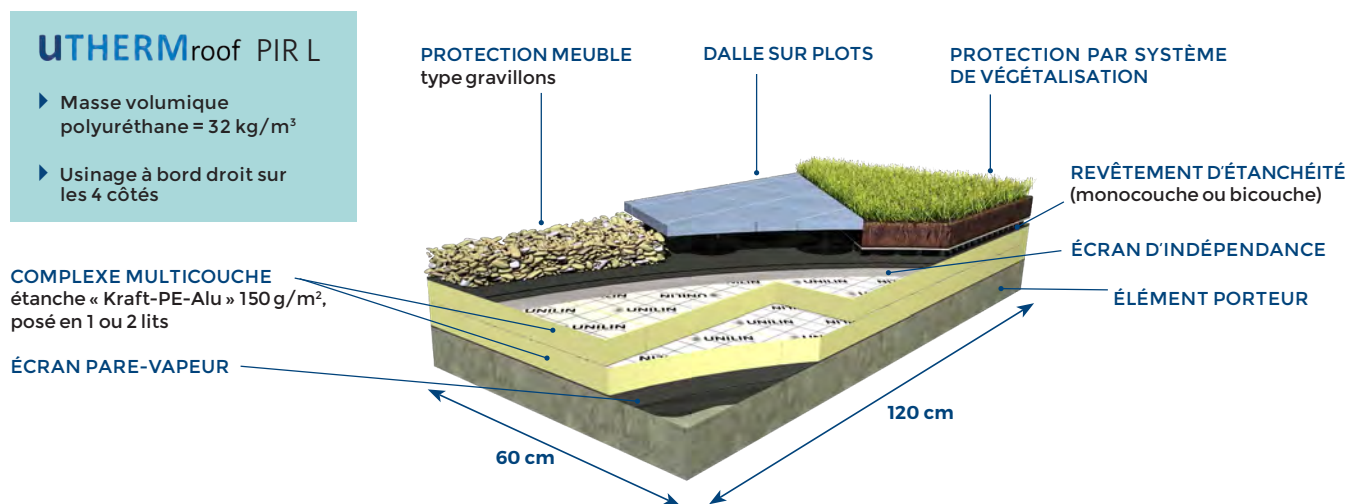 UTHERMroof PIR L
Masse volumique
polyuréthane = 32 kg/m³
Usinage à bord droit sur
les 4 côtés
PROTECTION MEUBLE
type gravillons
DALLE SUR PLOTS
PROTECTION PAR SYSTÈME
DE VÉGÉTALISATION
REVÊTEMENT D'ÉTANCHÉITÉ
(monocouche ou bicouche)
ÉCRAN D'INDÉPENDANCE
ÉLÉMENT PORTEUR
COMPLEXE MULTICOUCHE
étanche « Kraft-PE-Alu » 150 g/m²,
posé en 1 ou 2 lits
ÉCRAN PARE-VAPEUR
UNILIN
UNILIN
UNILIN
UNILIN
UNILIN
UNILIN
60 cm
120 cm